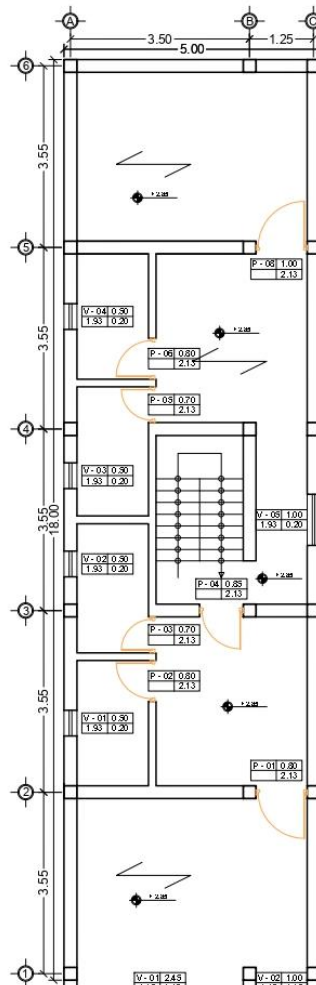 A B C
3.50 1.25
5.00
6
3.55
5
P - 08 1.00
2.13
V - 04 0.50
1.93 0.20
3.55
P - 06 0.80
2.13
P - 05 0.70
2.13
4
V - 03 0.50
1.93 0.20
3.55
18.00
V - 05 1.00
1.93 0.20
V - 02 0.50
1.93 0.20
P - 04 0.85
2.13
3
P - 03 0.70
2.13
P - 02 0.80
2.13
3.55
V - 01 0.50
1.93 0.20
P - 01 0.80
2.13
2
3.55
1
V - 01 2.45
V - 02 1.00